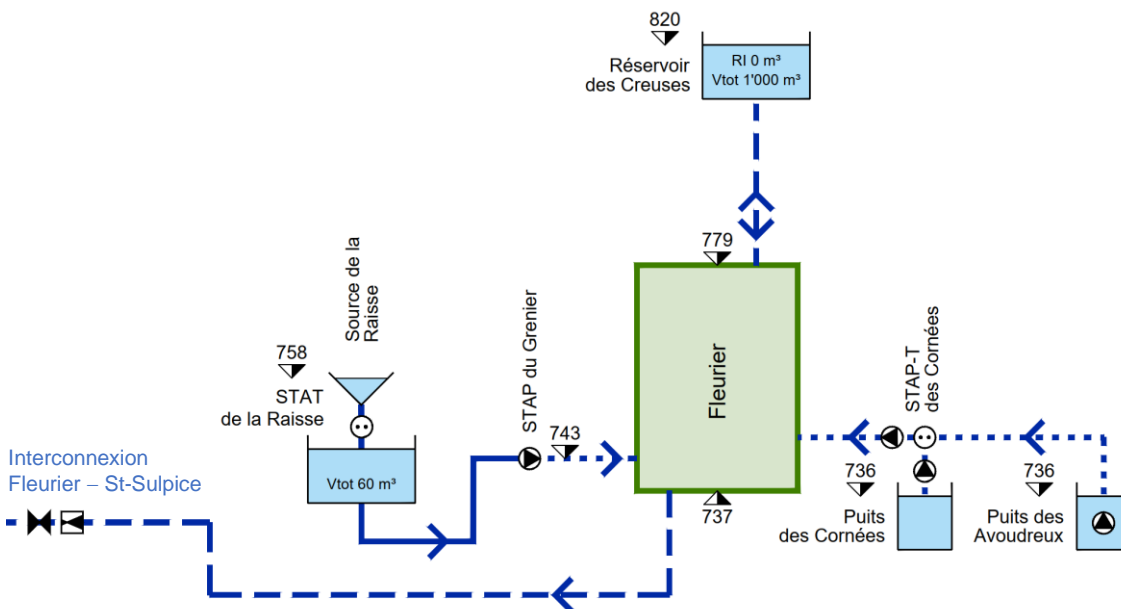 820
Réservoir
des Creuses
RI 0 m³
Vtot 1'000 m³
779
Fleurier
737
Source de la
Raisse
758
STAT
de la Raisse
Vtot 60 m³
STAP du Grenier
743
STAP-T
des Cornées
736
Puits
des Cornées
736
Puits des
Avoudreux
Interconnexion
Fleurier – St-Sulpice